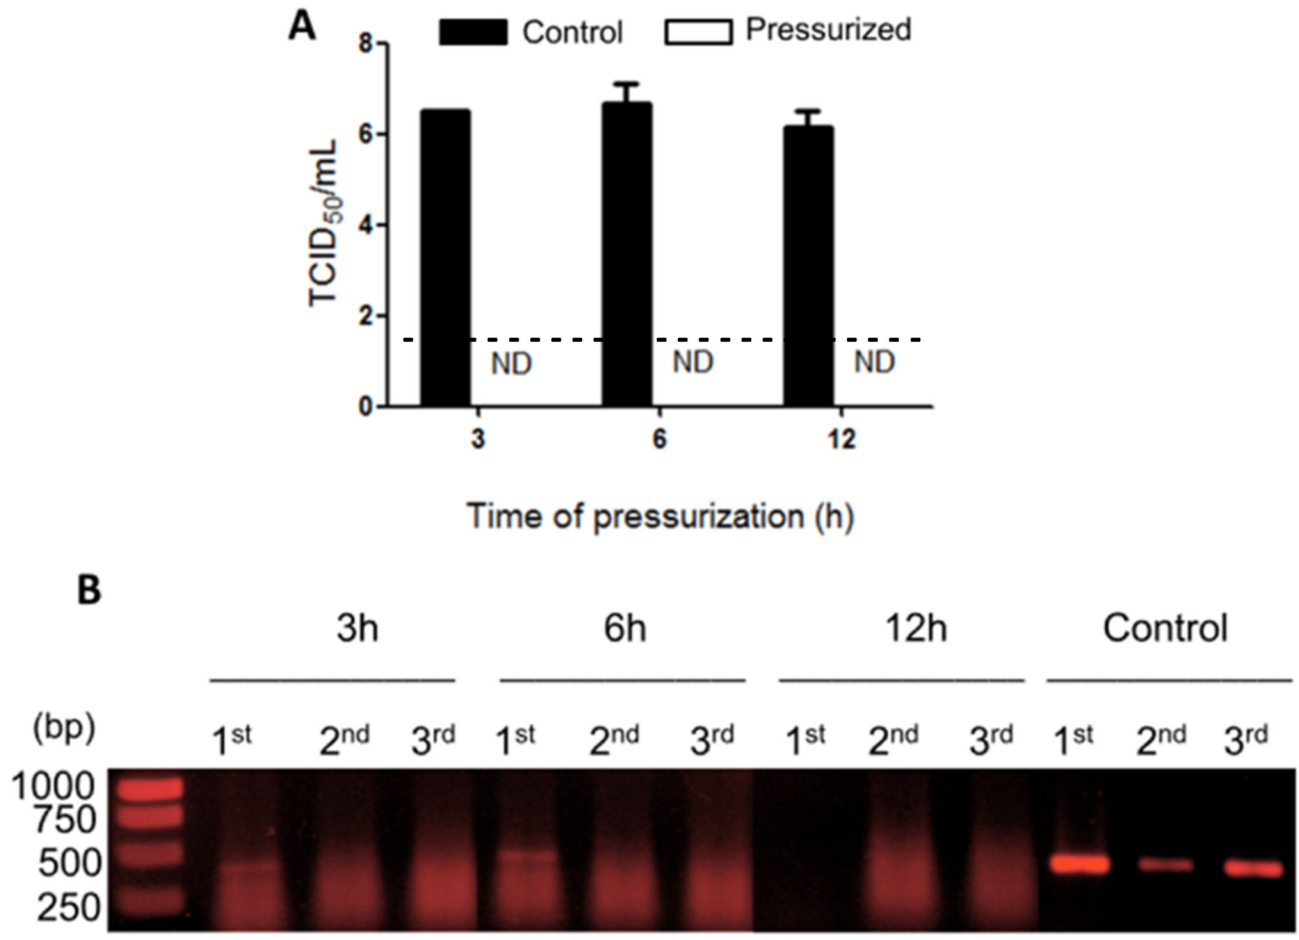 A
Control Pressurized
8
6
4
2
0
TCID50/mL
ND ND ND
3 6 12
Time of pressurization (h)
B
3h 6h 12h Control
(bp) 1st 2nd 3rd 1st 2nd 3rd 1st 2nd 3rd 1st 2nd 3rd
1000
750
500
250